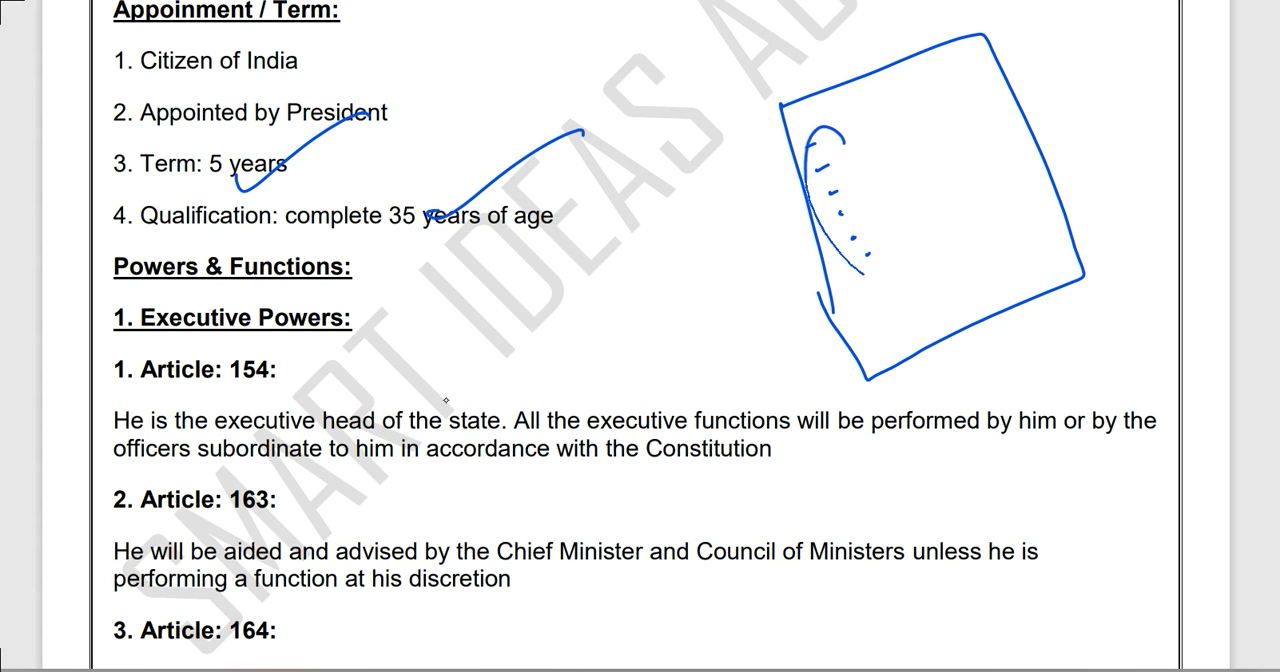 Appoinment / Term:
1. Citizen of India
2. Appointed by President
3. Term: 5 years
4. Qualification: complete 35 years of age
Powers & Functions:
1. Executive Powers:
1. Article: 154:
He is the executive head of the state. All the executive functions will be performed by him or by the
officers subordinate to him in accordance with the Constitution
2. Article: 163:
He will be aided and advised by the Chief Minister and Council of Ministers unless he is
performing a function at his discretion
3. Article: 164:
SMART IDEAS